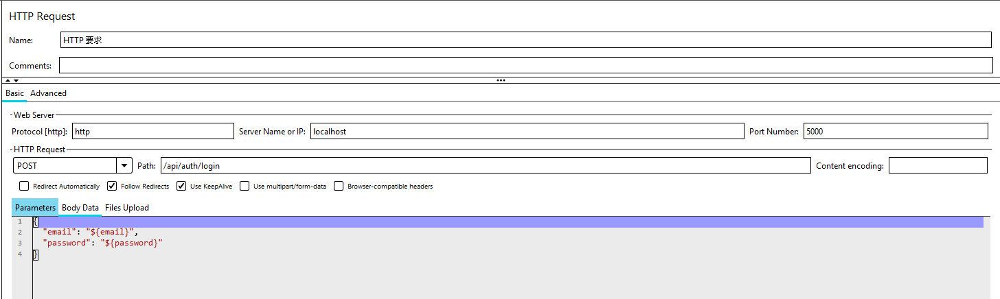 HTTP Request
Name: HTTP 要求
Comments:
Basic Advanced
Web Server
Protocol [http]: http Server Name or IP: localhost Port Number: 5000
HTTP Request
POST Path: /api/auth/login Content encoding:
Redirect Automatically Follow Redirects Use KeepAlive Use multipart/form-data Browser-compatible headers
Parameters Body Data Files Upload
1 {
2 "email": "${email}",
3 "password": "${password}"
4 }